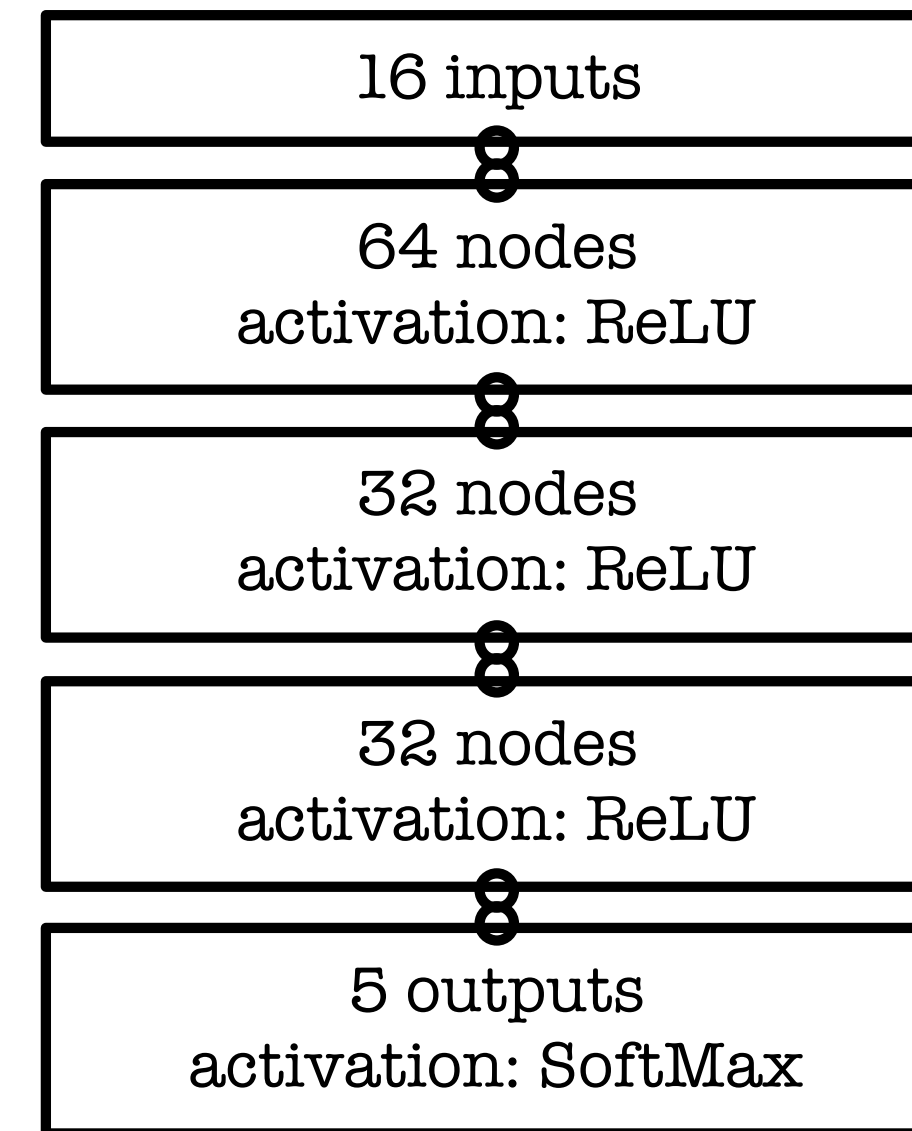 16 inputs
64 nodes
activation: ReLU
32 nodes
activation: ReLU
32 nodes
activation: ReLU
5 outputs
activation: SoftMax